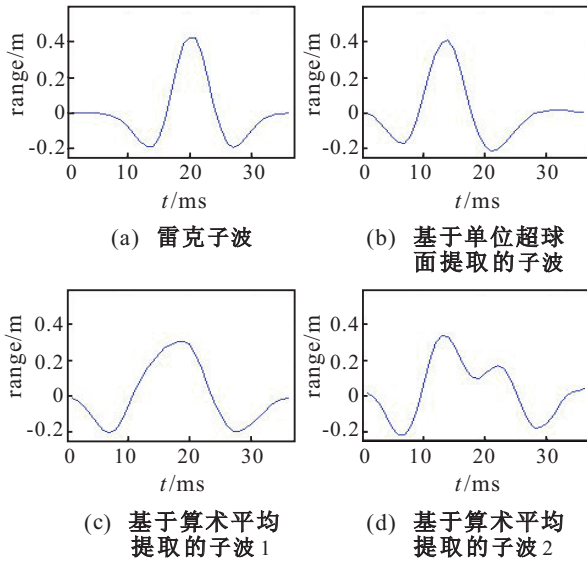 range/m
0.4
0.2
0
-0.2
0 10 20 30
t/ms
(a) 雷克子波
range/m
0.4
0.2
0
-0.2
0 10 20 30
t/ms
(b) 基于单位超球
面提取的子波
range/m
0.4
0.2
0
-0.2
0 10 20 30
t/ms
(c) 基于算术平均
提取的子波 1
range/m
0.4
0.2
0
-0.2
0 10 20 30
t/ms
(d) 基于算术平均
提取的子波 2